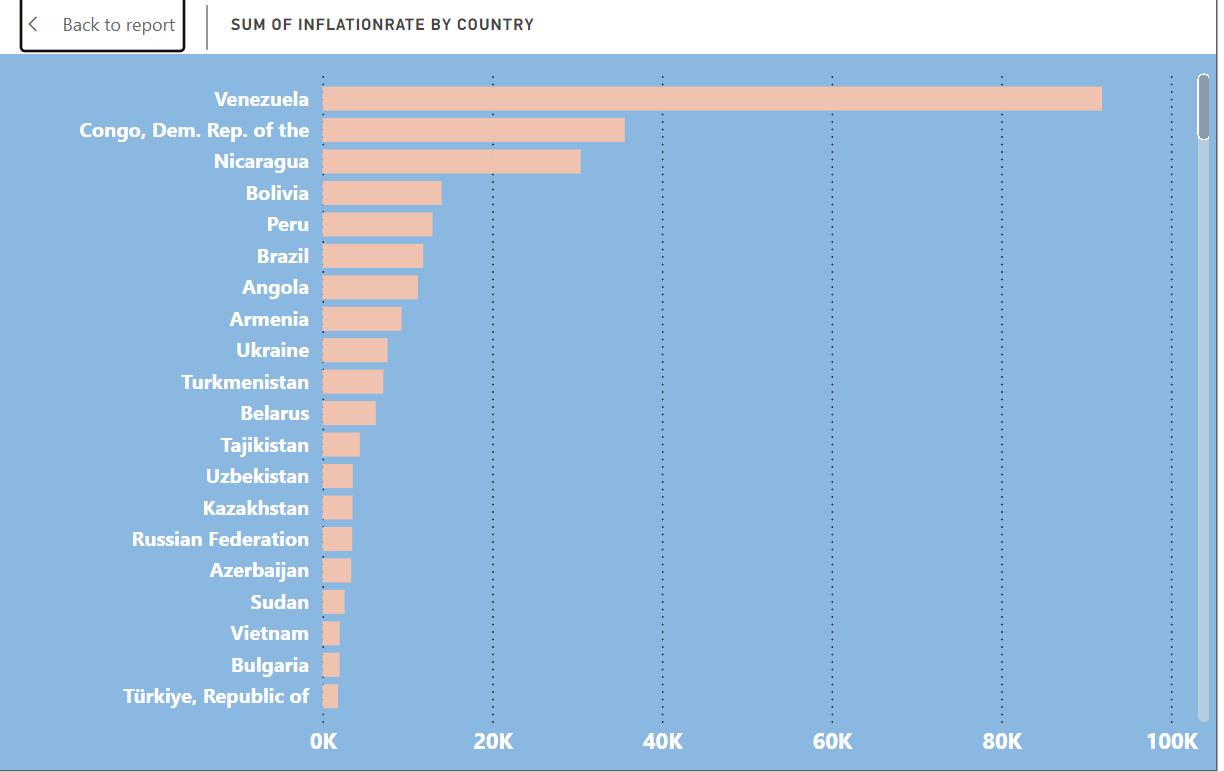 Back to report
SUM OF INFLATIONRATE BY COUNTRY
Venezuela
Congo, Dem. Rep. of the
Nicaragua
Bolivia
Peru
Brazil
Angola
Armenia
Ukraine
Turkmenistan
Belarus
Tajikistan
Uzbekistan
Kazakhstan
Russian Federation
Azerbaijan
Sudan
Vietnam
Bulgaria
Türkiye, Republic of
0K 20K 40K 60K 80K 100K